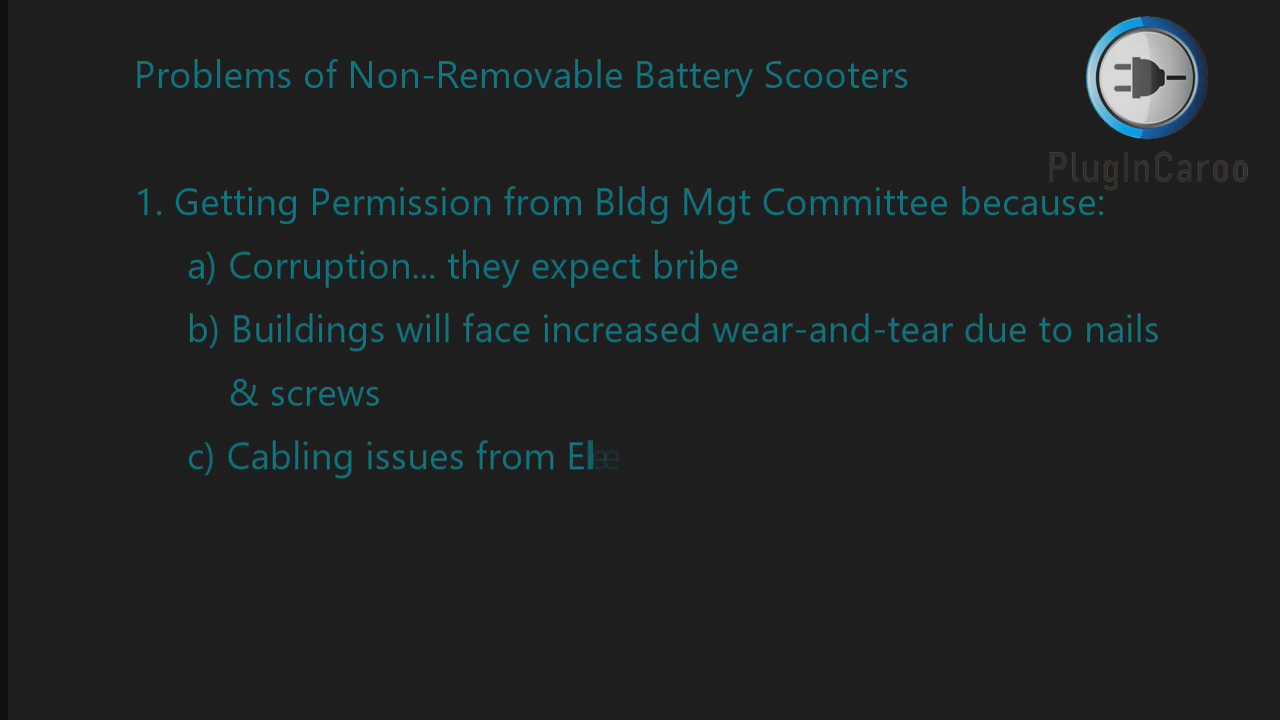 Problems of Non-Removable Battery Scooters
PlugInCaroo
1. Getting Permission from Bldg Mgt Committee because:
a) Corruption... they expect bribe
b) Buildings will face increased wear-and-tear due to nails
& screws
c) Cabling issues from